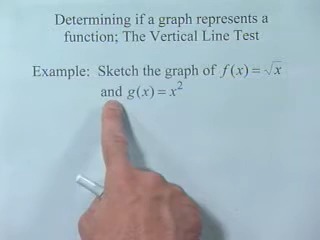 Determining if a graph represents a
function; The Vertical Line Test
Example: Sketch the graph of f(x) = √x
and g(x) = x²